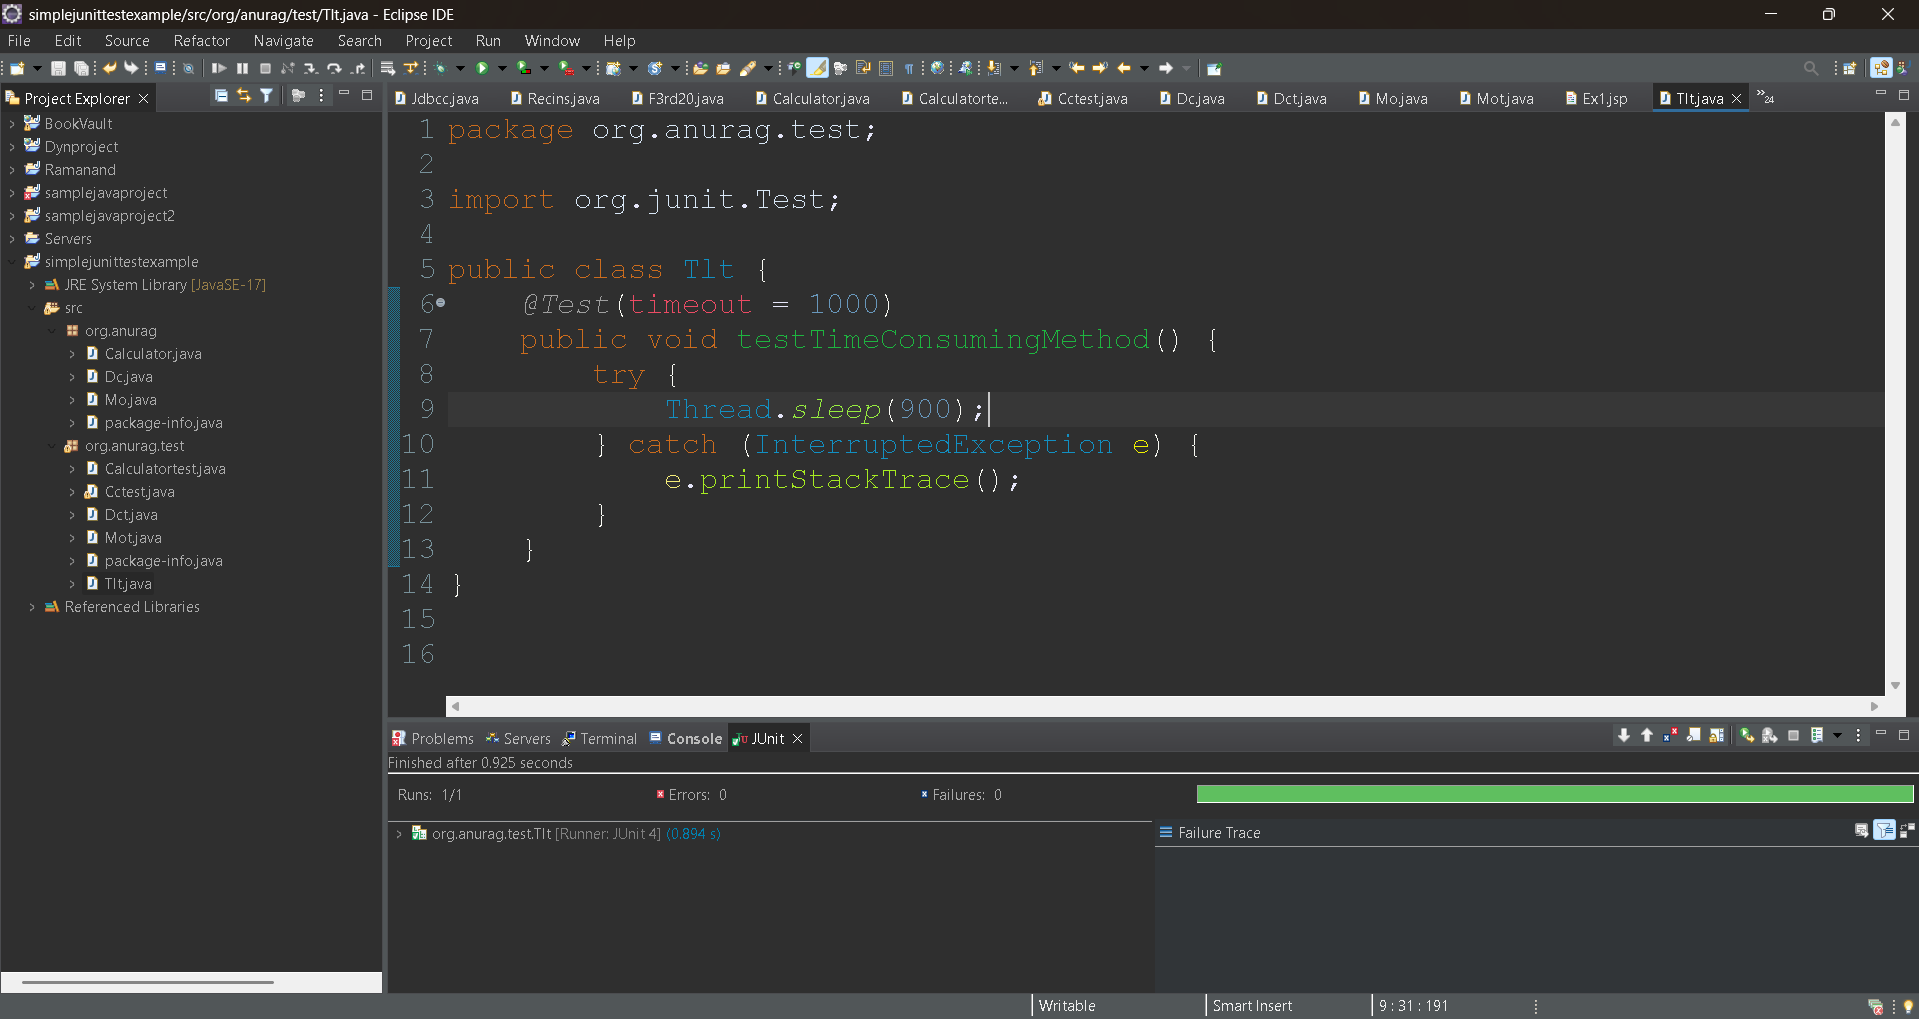 simplejunittestexample/src/org/anurag/test/Tlt.java - Eclipse IDE
File Edit Source Refactor Navigate Search Project Run Window Help
Project Explorer
BookVault
Dynproject
Ramanand
samplejavaproject
samplejavaproject2
Servers
simplejunittestexample
JRE System Library [JavaSE-17]
src
org.anurag
Calculator.java
Dc.java
Mo.java
package-info.java
org.anurag.test
Calculatortest.java
Cctest.java
Dct.java
Mot.java
package-info.java
Tlt.java
Referenced Libraries
Jdbcc.java Recins.java F3rd20.java Calculator.java Calculatorte... Cctest.java Dc.java Dct.java Mo.java Mot.java Ex1.jsp Tlt.java »24
1 package org.anurag.test;
2
3 import org.junit.Test;
4
5 public class Tlt {
6 @Test(timeout = 1000)
7 public void testTimeConsumingMethod() {
8 try {
9 Thread.sleep(900);
10 } catch (InterruptedException e) {
11 e.printStackTrace();
12 }
13 }
14 }
15
16
Problems Servers Terminal Console JUnit
Finished after 0.925 seconds
Runs: 1/1 Errors: 0 Failures: 0
org.anurag.test.Tlt [Runner: JUnit 4] (0.894 s)
Failure Trace
Writable Smart Insert 9 : 31 : 191